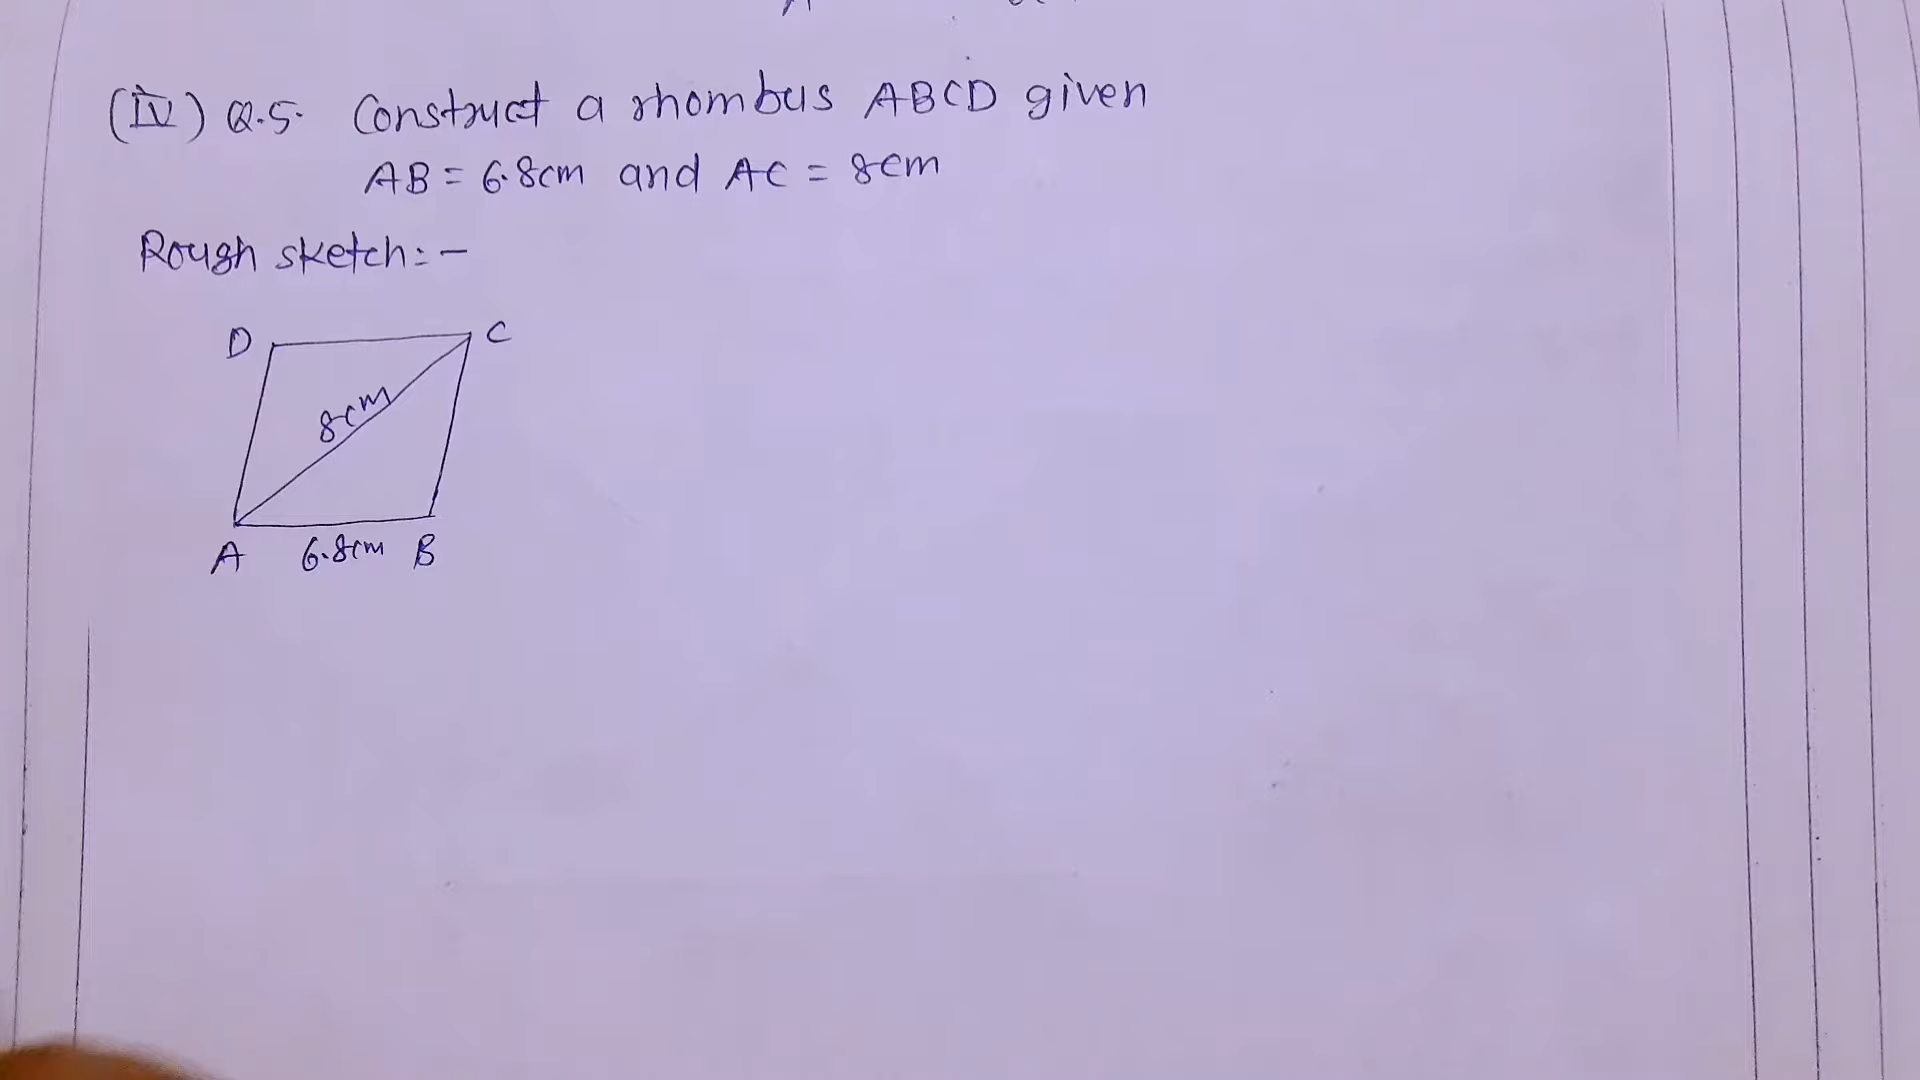 (IV) Q.5. Construct a rhombus ABCD given
AB = 6.8cm and AC = 8cm
Rough sketch:-
D C
8cm
A 6.8cm B